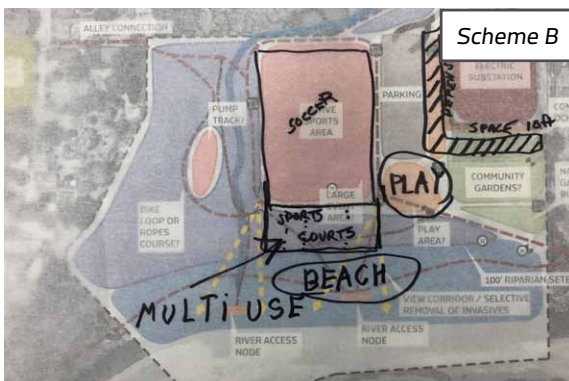 Scheme B
ALLEY CONNECTION
ELECTRIC
SUBSTATION
PUMP
TRACK?
SOCCER
SPORTS
AREA
PARKING
SPACE
PLAY
COMMUNITY
GARDENS?
BIKE
LOOP OR
ROPES
COURSE?
LARGE
SPORTS
COURTS
PLAY
AREA?
BEACH
100' RIPARIAN SET
MULTI USE
VIEW CORRIDOR / SELECTIVE
REMOVAL OF INVASIVES
RIVER ACCESS
NODE
RIVER ACCESS
NODE